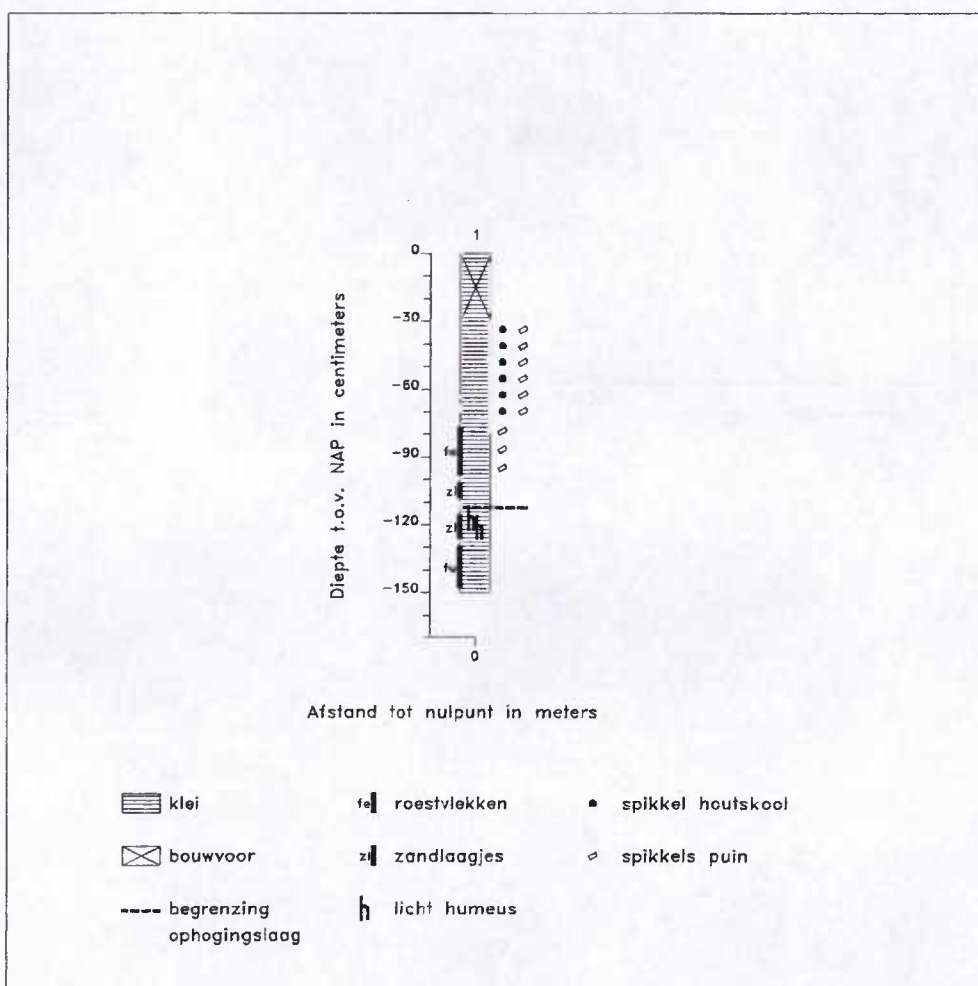 1
0
-30
-60
-90
-120
-150
Diepte t.o.v. NAP in centimeters
fe
zl
zl
fe
0
Afstand tot nulpunt in meters
klei
fe roestvlekken
spikkel houtskool
bouwvoor
zl zandlaagjes
spikkels puin
begrenzing
ophogingslaag
h licht humeus